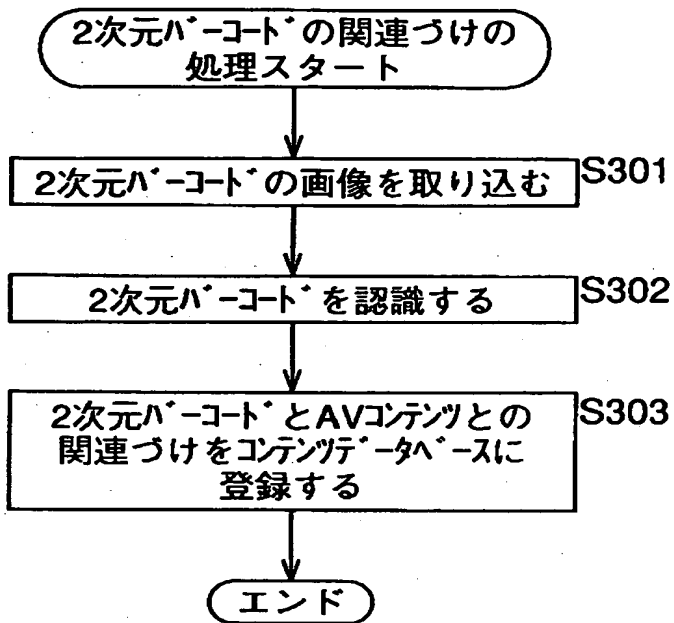 2次元バーコードの関連づけの
処理スタート
2次元バーコードの画像を取り込む
S301
2次元バーコードを認識する
S302
2次元バーコードとAVコンテンツとの
S303
関連づけをコンテンツデータベースに
登録する
エンド